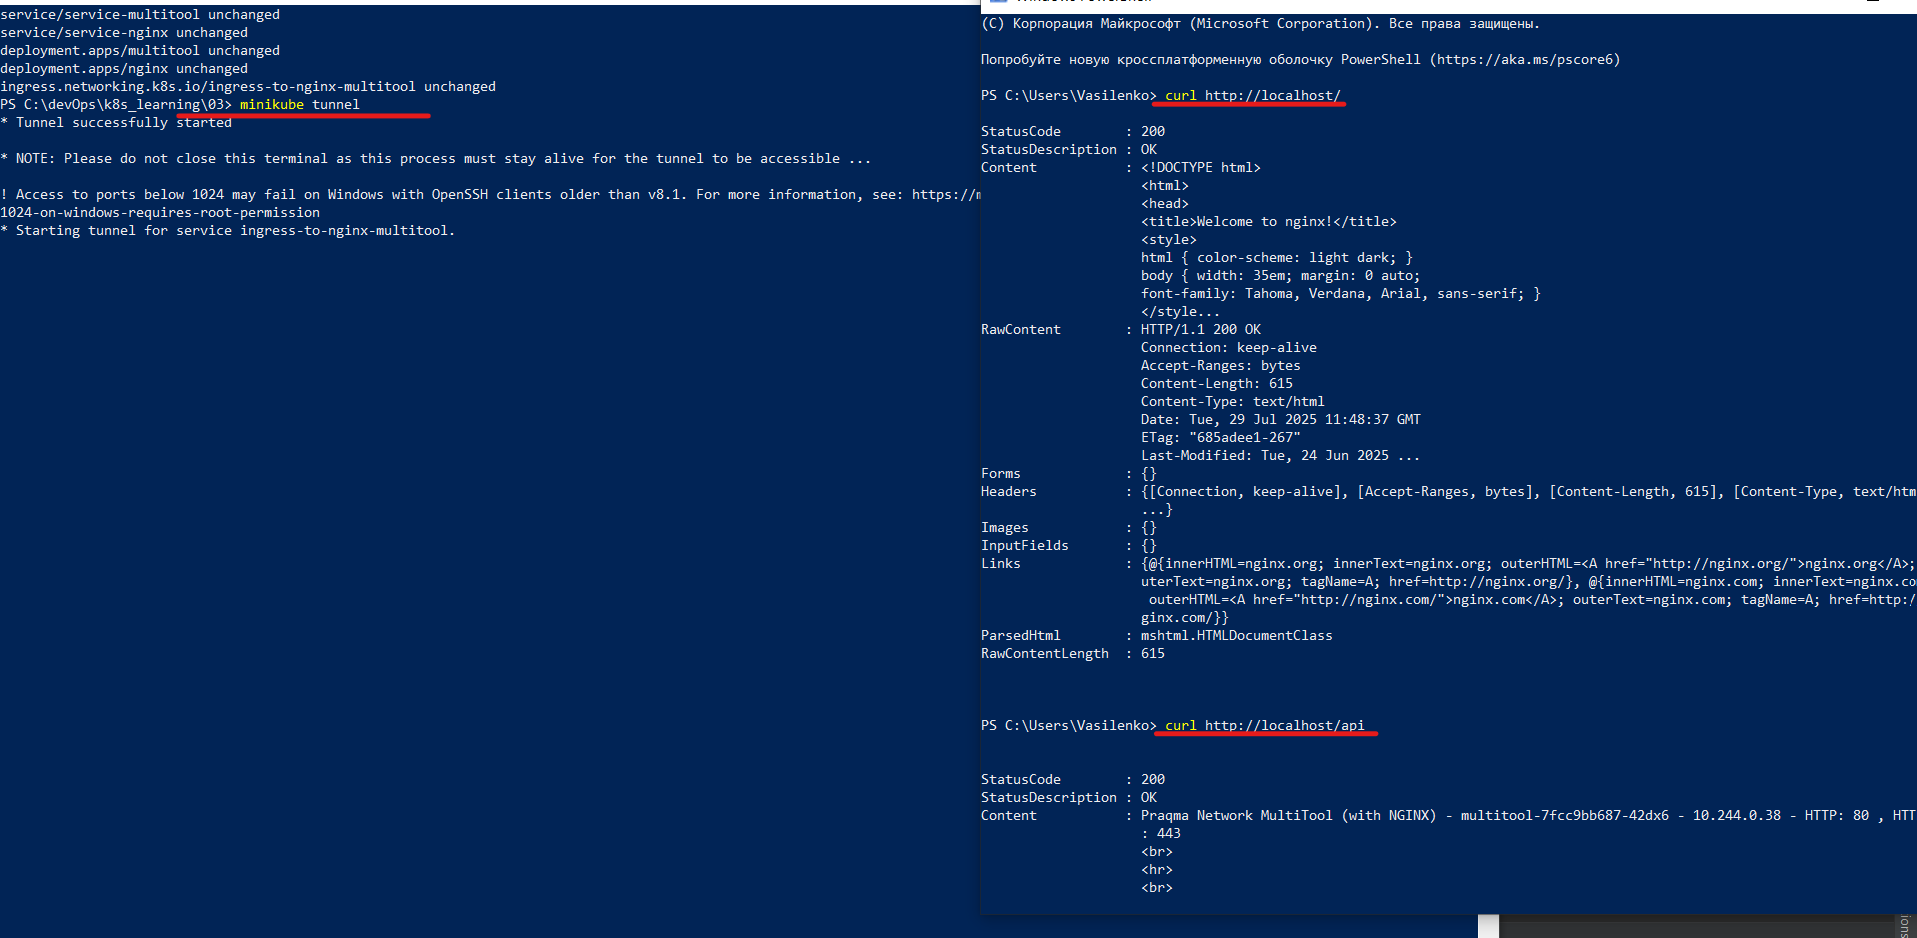 service/service-multitool unchanged
service/service-nginx unchanged
deployment.apps/multitool unchanged
deployment.apps/nginx unchanged
ingress.networking.k8s.io/ingress-to-nginx-multitool unchanged
PS C:\devOps\k8s_learning\03> minikube tunnel
* Tunnel successfully started
* NOTE: Please do not close this terminal as this process must stay alive for the tunnel to be accessible ...
! Access to ports below 1024 may fail on Windows with OpenSSH clients older than v8.1. For more information, see: https://m
1024-on-windows-requires-root-permission
* Starting tunnel for service ingress-to-nginx-multitool.
(C) Корпорация Майкрософт (Microsoft Corporation). Все права защищены.
Попробуйте новую кроссплатформенную оболочку PowerShell (https://aka.ms/pscore6)
PS C:\Users\Vasilenko> curl http://localhost/
StatusCode : 200
StatusDescription : OK
Content : <!DOCTYPE html>
<html>
<head>
<title>Welcome to nginx!</title>
<style>
html { color-scheme: light dark; }
body { width: 35em; margin: 0 auto;
font-family: Tahoma, Verdana, Arial, sans-serif; }
</style...
RawContent : HTTP/1.1 200 OK
Connection: keep-alive
Accept-Ranges: bytes
Content-Length: 615
Content-Type: text/html
Date: Tue, 29 Jul 2025 11:48:37 GMT
ETag: "685adee1-267"
Last-Modified: Tue, 24 Jun 2025 ...
Forms : {}
Headers : {[Connection, keep-alive], [Accept-Ranges, bytes], [Content-Length, 615], [Content-Type, text/htm
...}
Images : {}
InputFields : {}
Links : {@{innerHTML=nginx.org; innerText=nginx.org; outerHTML=<A href="http://nginx.org/">nginx.org</A>;
uterText=nginx.org; tagName=A; href=http://nginx.org/}, @{innerHTML=nginx.com; innerText=nginx.co
outerHTML=<A href="http://nginx.com/">nginx.com</A>; outerText=nginx.com; tagName=A; href=http:/
ginx.com/}}
ParsedHtml : mshtml.HTMLDocumentClass
RawContentLength : 615
PS C:\Users\Vasilenko> curl http://localhost/api
StatusCode : 200
StatusDescription : OK
Content : Praqma Network MultiTool (with NGINX) - multitool-7fcc9bb687-42dx6 - 10.244.0.38 - HTTP: 80 , HTT
: 443
<br>
<hr>
<br>